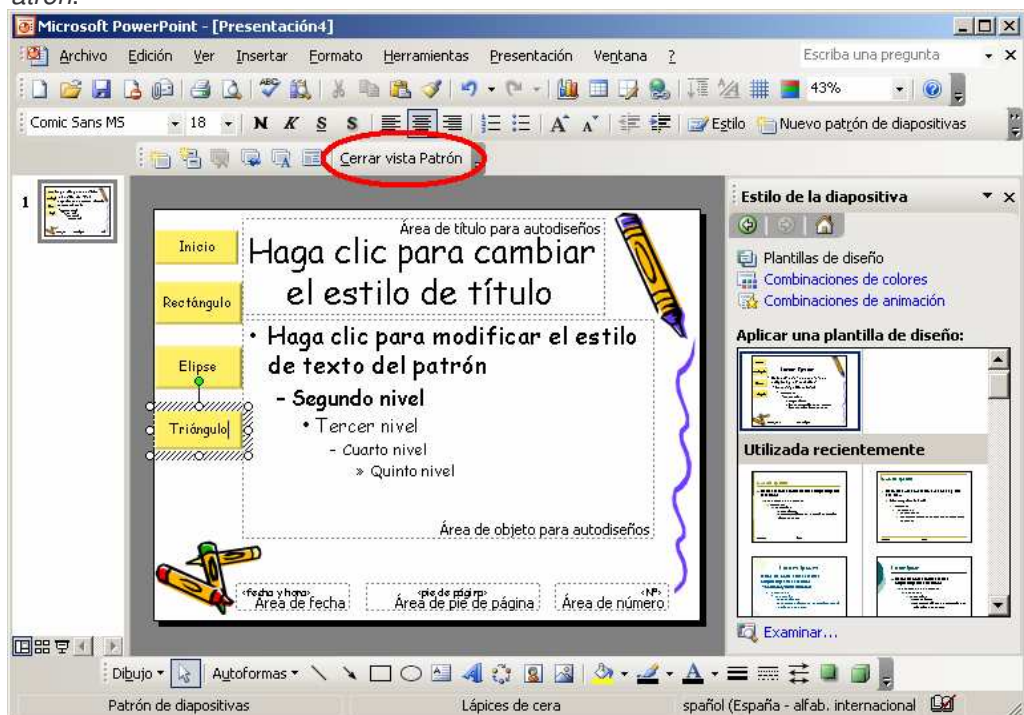 atrón.
Microsoft PowerPoint - [Presentación4]
Archivo Edición Ver Insertar Formato Herramientas Presentación Ventana ? Escriba una pregunta
43%
Comic Sans MS 18 N K S S Estilo Nuevo patrón de diapositivas
Cerrar vista Patrón
1
Estilo de la diapositiva
Plantillas de diseño
Combinaciones de colores
Combinaciones de animación
Aplicar una plantilla de diseño:
Utilizada recientemente
Examinar...
Inicio
Rectángulo
Elipse
Triángulo
Área de título para autodiseños
Haga clic para cambiar
el estilo de título
• Haga clic para modificar el estilo
de texto del patrón
– Segundo nivel
• Tercer nivel
– Cuarto nivel
» Quinto nivel
Área de objeto para autodiseños
<fecha y hora>
Área de fecha
<pie de página>
Área de pie de página
<Nº>
Área de número
Dibujo Autoformas
Patrón de diapositivas Lápices de cera spañol (España - alfab. internacional